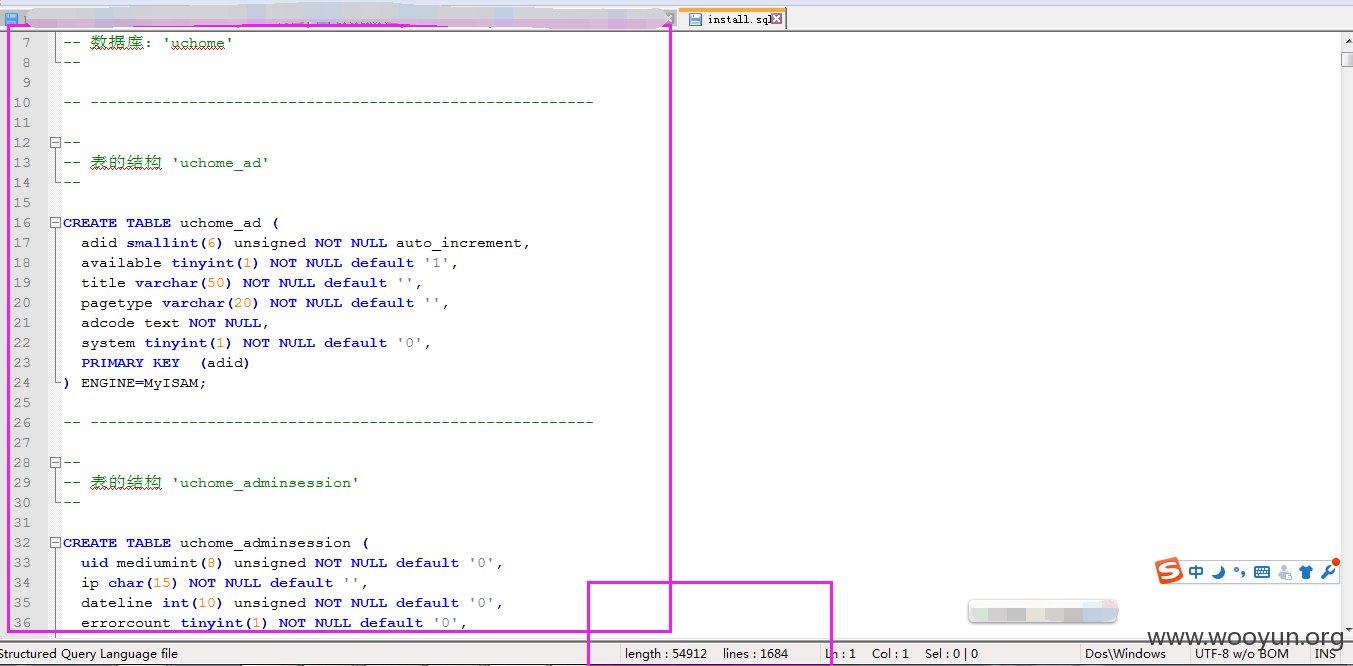 install.sql
7 -- 数据库: 'uchome'
8 --
9
10 -- --------------------------------------------------------
11
12 --
13 -- 表的结构 'uchome_ad'
14 --
15
16 CREATE TABLE uchome_ad (
17 adid smallint(6) unsigned NOT NULL auto_increment,
18 available tinyint(1) NOT NULL default '1',
19 title varchar(50) NOT NULL default '',
20 pagetype varchar(20) NOT NULL default '',
21 adcode text NOT NULL,
22 system tinyint(1) NOT NULL default '0',
23 PRIMARY KEY  (adid)
24 ) ENGINE=MyISAM;
25
26 -- --------------------------------------------------------
27
28 --
29 -- 表的结构 'uchome_adminsession'
30 --
31
32 CREATE TABLE uchome_adminsession (
33 uid mediumint(8) unsigned NOT NULL default '0',
34 ip char(15) NOT NULL default '',
35 dateline int(10) unsigned NOT NULL default '0',
36 errorcount tinyint(1) NOT NULL default '0',
中
www.wooyun.org
Structured Query Language file length : 54912 lines : 1684 Ln : 1 Col : 1 Sel : 0 | 0 Dos\Windows UTF-8 w/o BOM INS